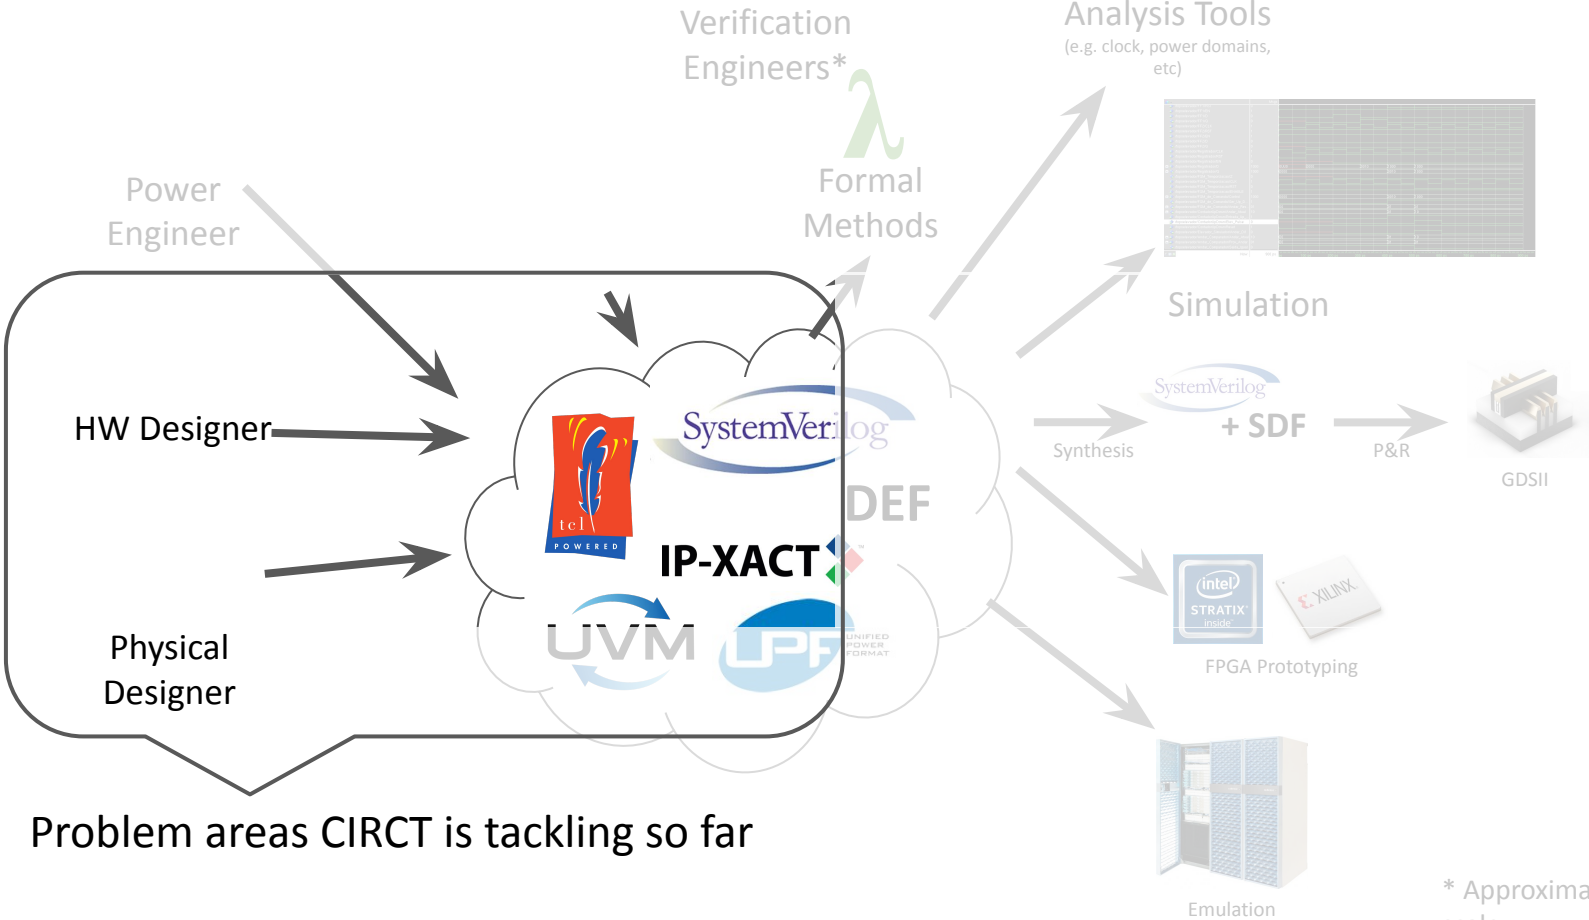 Verification
Engineers*
Analysis Tools
(e.g. clock, power domains,
etc)
λ
Formal
Methods
Power
Engineer
Simulation
HW Designer
SystemVerilog
SystemVerilog
+ SDF
Synthesis
P&R
GDSII
tcl
POWERED
DEF
IP-XACT
UVM
UPF
UNIFIED
POWER
FORMAT
intel
STRATIX
inside
XILINX
FPGA Prototyping
Physical
Designer
Problem areas CIRCT is tackling so far
Emulation
* Approxima